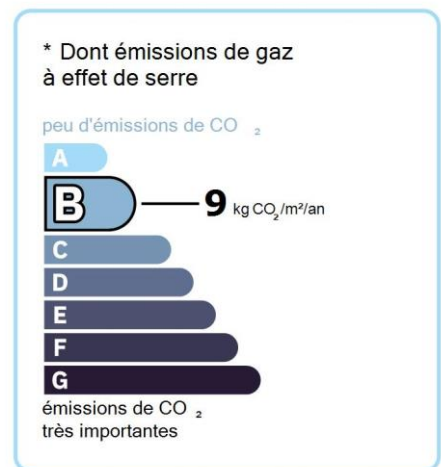 * Dont émissions de gaz
à effet de serre
peu d'émissions de CO₂
A
B 9 kg CO₂/m²/an
C
D
E
F
G
émissions de CO₂
très importantes